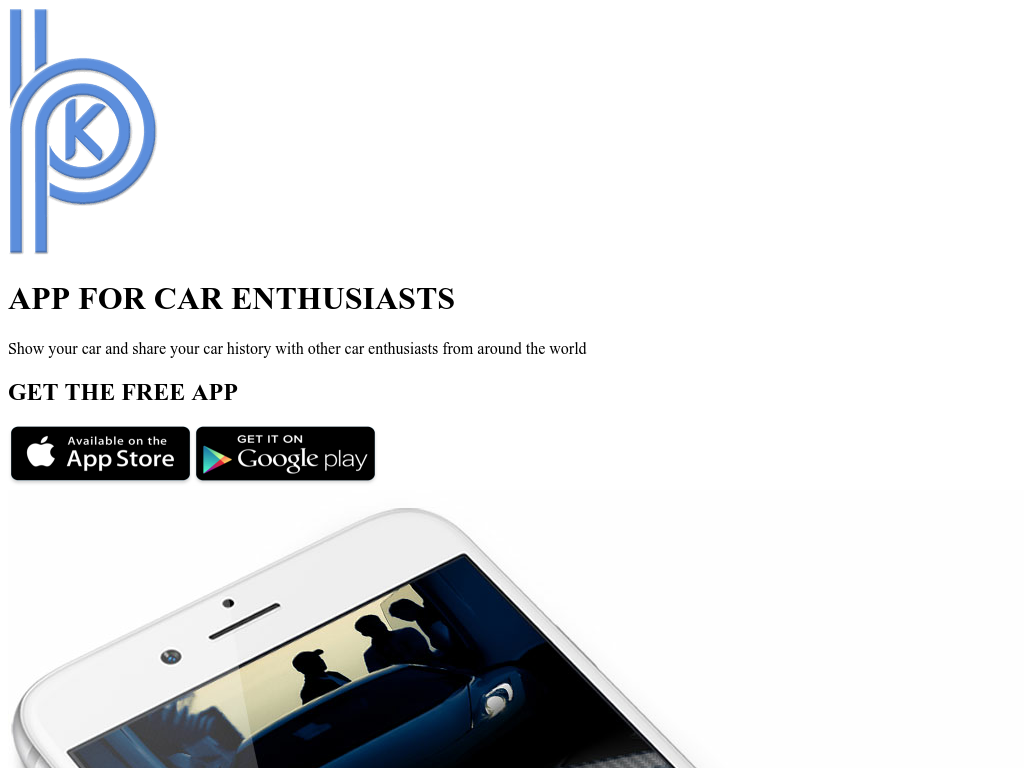 K
APP FOR CAR ENTHUSIASTS
Show your car and share your car history with other car enthusiasts from around the world
GET THE FREE APP
Available on the
App Store
GET IT ON
Google play